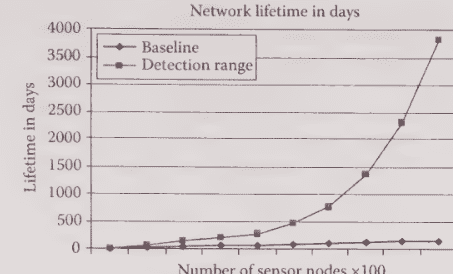 Network lifetime in days
4000
3500
3000
2500
2000
1500
1000
500
0
Lifetime in days
Baseline
Detection range
Number of sensor nodes ×100